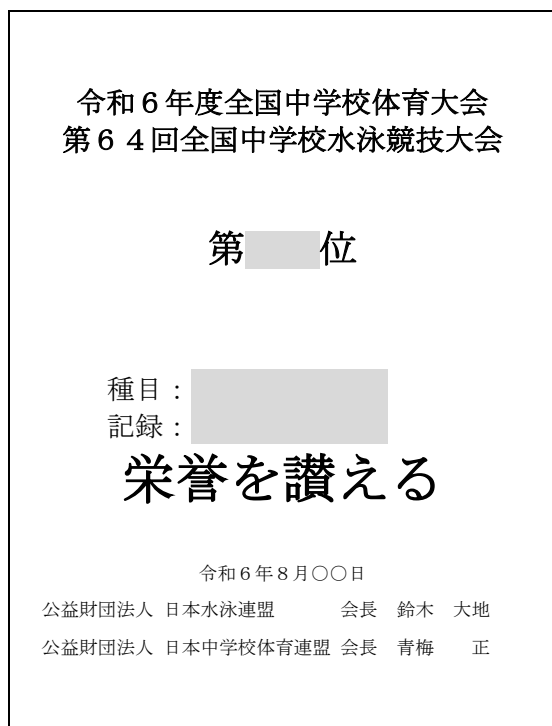 令和６年度全国中学校体育大会
第６４回全国中学校水泳競技大会
第　　位
種目：
記録：
栄誉を讃える
令和６年８月〇〇日
公益財団法人 日本水泳連盟　　　会長　鈴木　大地
公益財団法人 日本中学校体育連盟 会長　青梅　　正